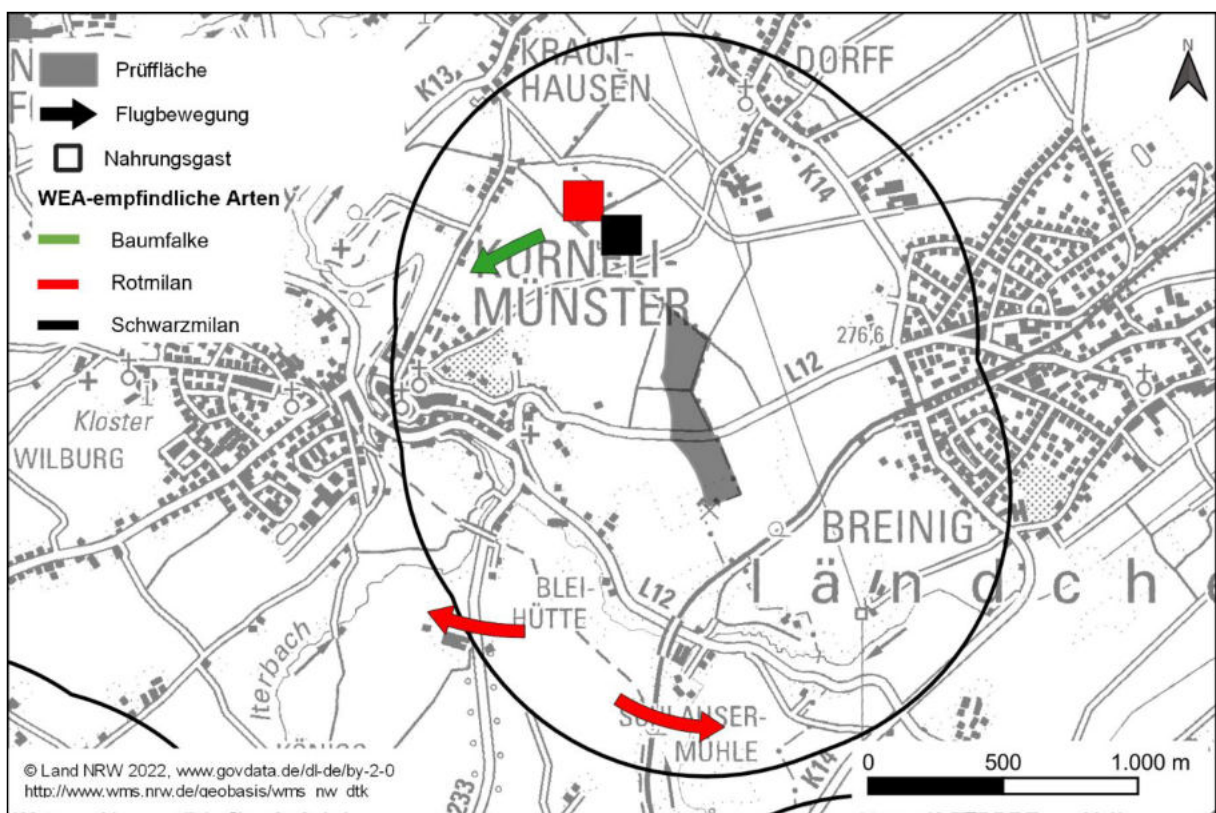 Prüffläche
Flugbewegung
Nahrungsgast
WEA-empfindliche Arten
Baumfalke
Rotmilan
Schwarzmilan
KRAUT-
HAUSEN
DORFF
N
K13
K14
KORNELI-
MÜNSTER
L12
276,6
Kloster
WILBURG
BREINIG
ländche
BLEI-
HÜTTE
L12
Iterbach
SCHLAUSER-
MÜHLE
K14
233
0 500 1.000 m
© Land NRW 2022, www.govdata.de/dl-de/by-2-0
http://www.wms.nrw.de/geobasis/wms_nw_dtk